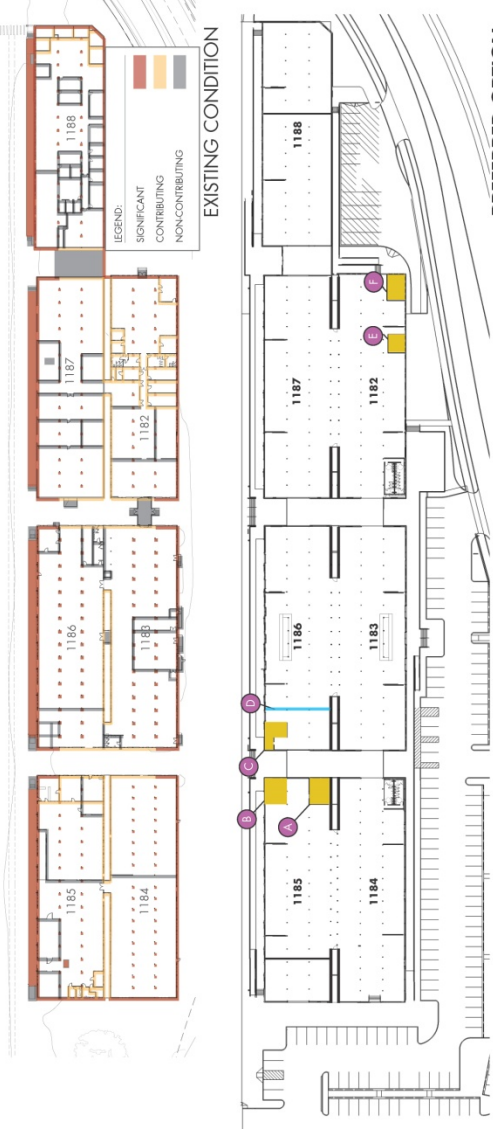 1188
LEGEND:
SIGNIFICANT
CONTRIBUTING
NON-CONTRIBUTING
EXISTING CONDITION
1187
1182
1186
1183
1185
1184
1188
1187
1182
F
E
1186
1183
D
C
B
A
1185
1184